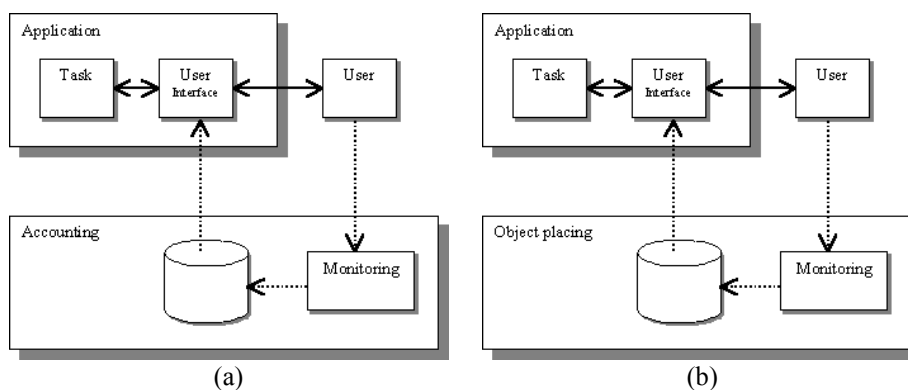 Application
Task
User
Interface
User
Accounting
Monitoring
(a)
Application
Task
User
Interface
User
Object placing
Monitoring
(b)